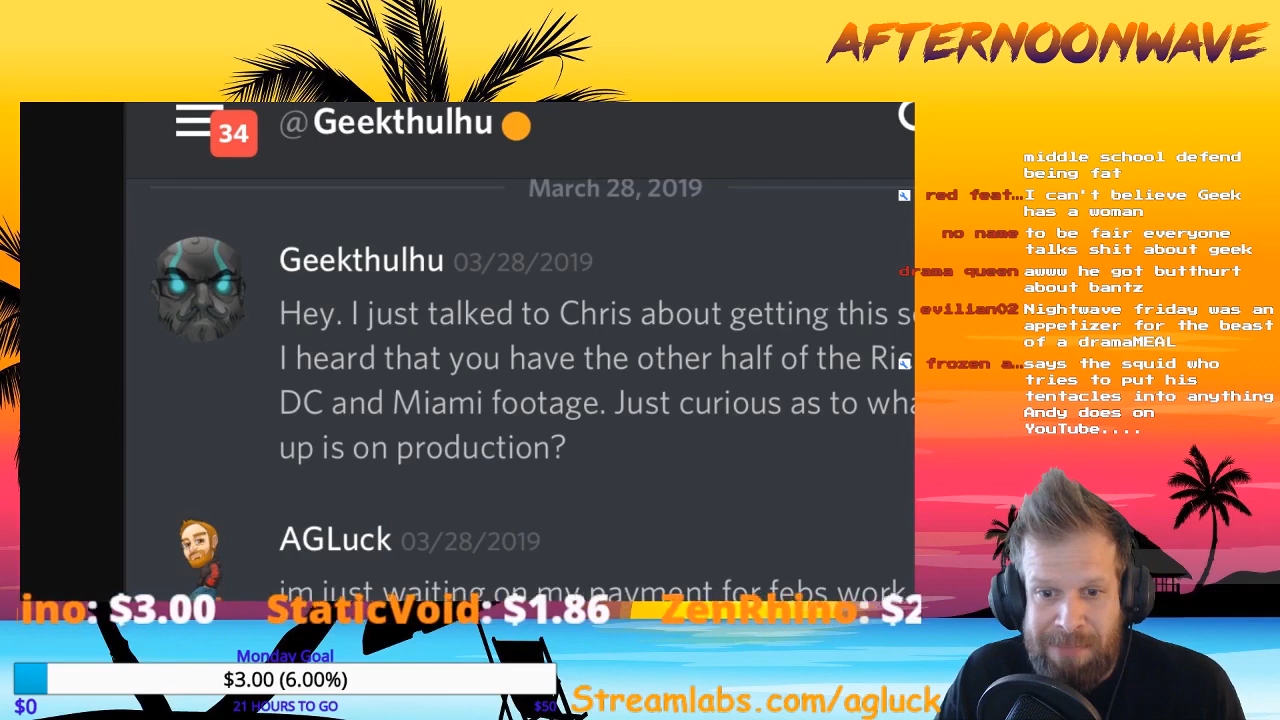 AFTERNOONWAVE
34
@Geekthulhu
March 28, 2019
Geekthulhu 03/28/2019
Hey. I just talked to Chris about getting this
I heard that you have the other half of the
DC and Miami footage. Just curious as to
up is on production?
AGLuck 03/28/2019
im just waiting on my payment for febs work
middle school defend
being fat
red feat…I can't believe Geek
has a woman
no name to be fair everyone
talks shit about geek
drama queen awww he got butthurt
about bantz
evilian02 Nightwave friday was an
appetizer for the beast
of a dramaMEAL
frozen a…says the squid who
tries to put his
tentacles into anything
Andy does on
YouTube....
ino: $3.00 StaticVoid: $1.86 ZenRhino: $2
Monday Goal
$3.00 (6.00%)
$0 21 HOURS TO GO $50
Streamlabs.com/agluck